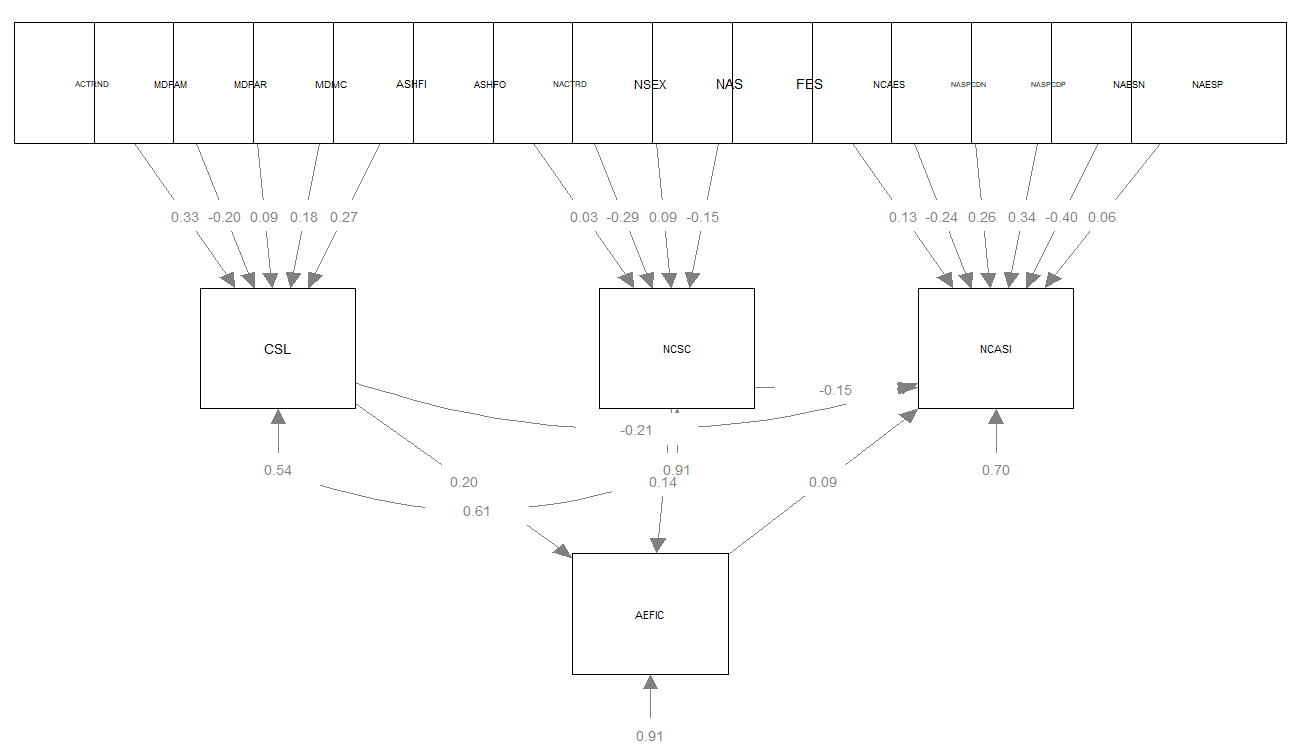 ACTRND MDFAM MDFAR MDMC ASHFI ASHFO NACTRD NSEX NAS FES NCAES NASPCDN NASPCDP NAESN NAESP
0.33 -0.20 0.09 0.18 0.27 0.03 -0.29 0.09 -0.15 0.13 -0.24 0.26 0.34 -0.40 0.06
CSL NCSC NCASI
-0.15
-0.21
0.54 0.91 0.70
0.20 0.14 0.09
0.61
AEFIC
0.91